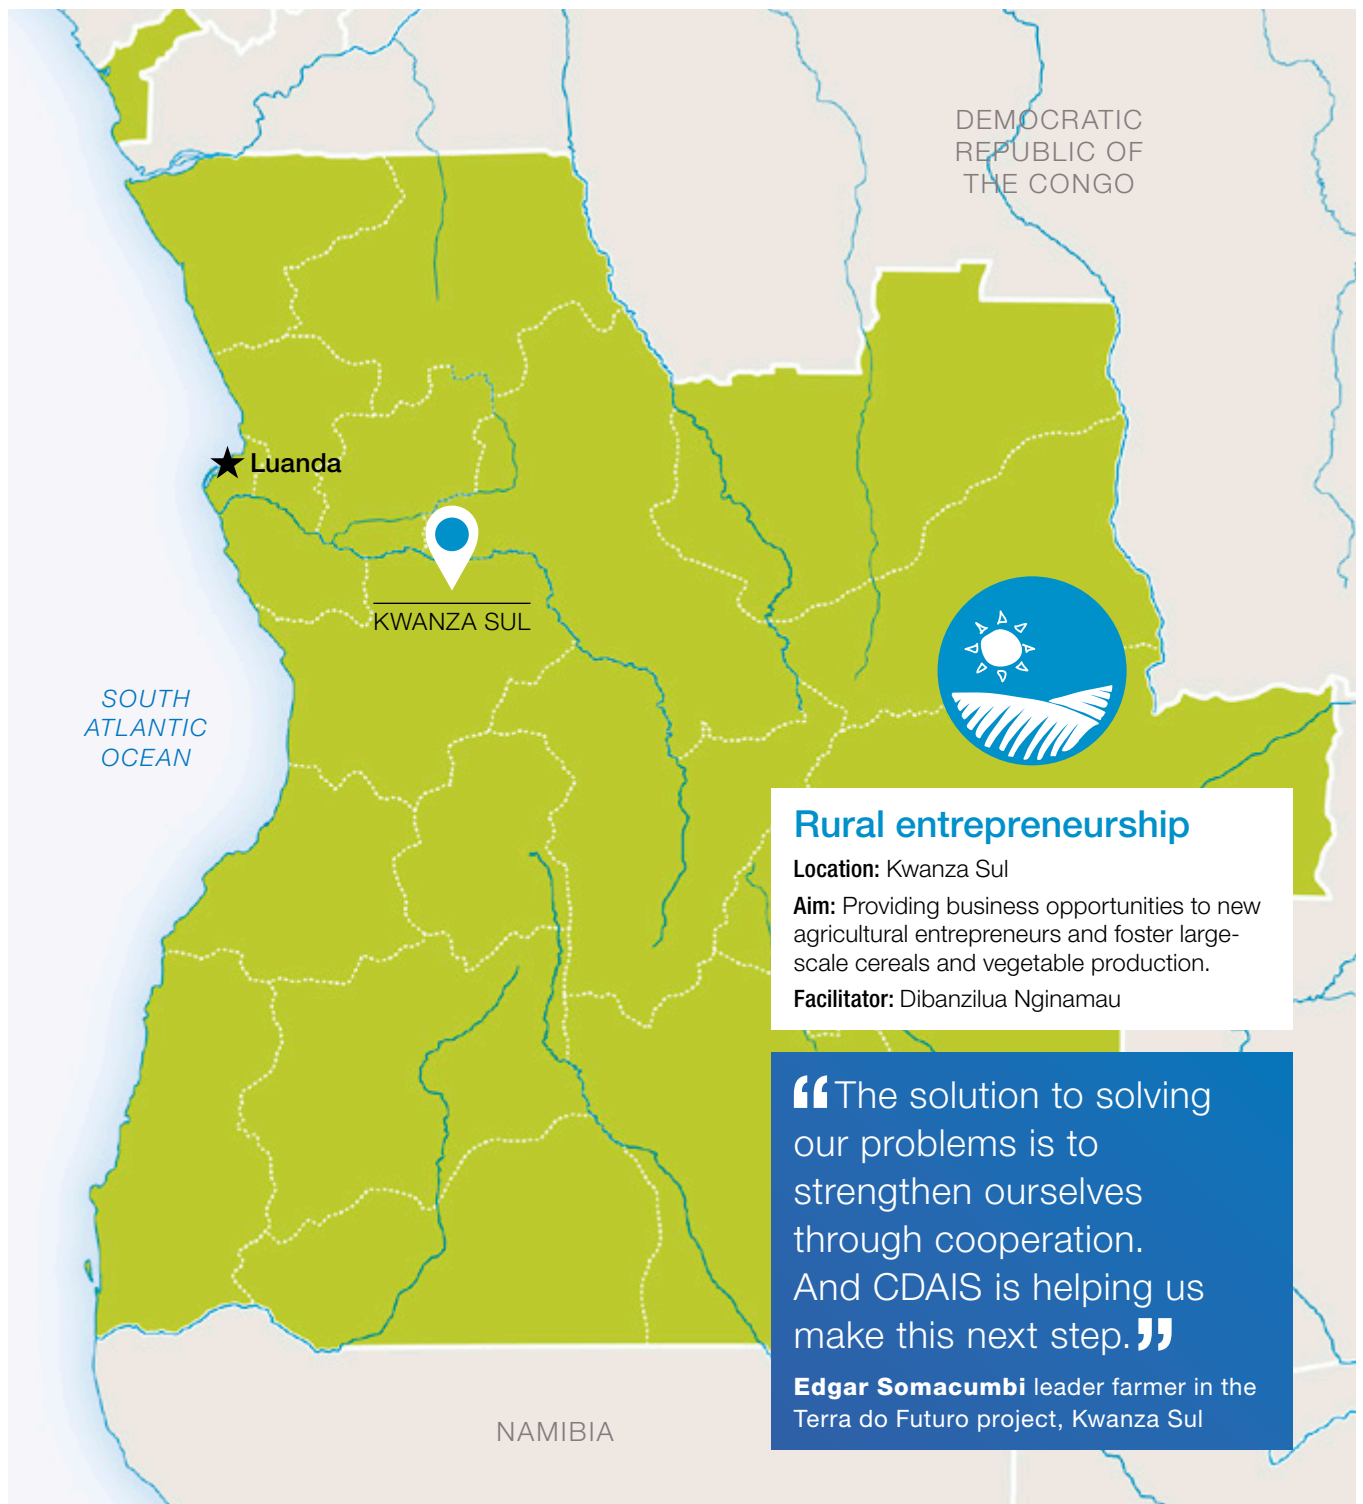 DEMOCRATIC
REPUBLIC OF
THE CONGO
Luanda
KWANZA SUL
SOUTH
ATLANTIC
OCEAN
Rural entrepreneurship
Location: Kwanza Sul
Aim: Providing business opportunities to new
agricultural entrepreneurs and foster large-
scale cereals and vegetable production.
Facilitator: Dibanzilua Nginamau
“The solution to solving
our problems is to
strengthen ourselves
through cooperation.
And CDAIS is helping us
make this next step.”
Edgar Somacumbi leader farmer in the
Terra do Futuro project, Kwanza Sul
NAMIBIA